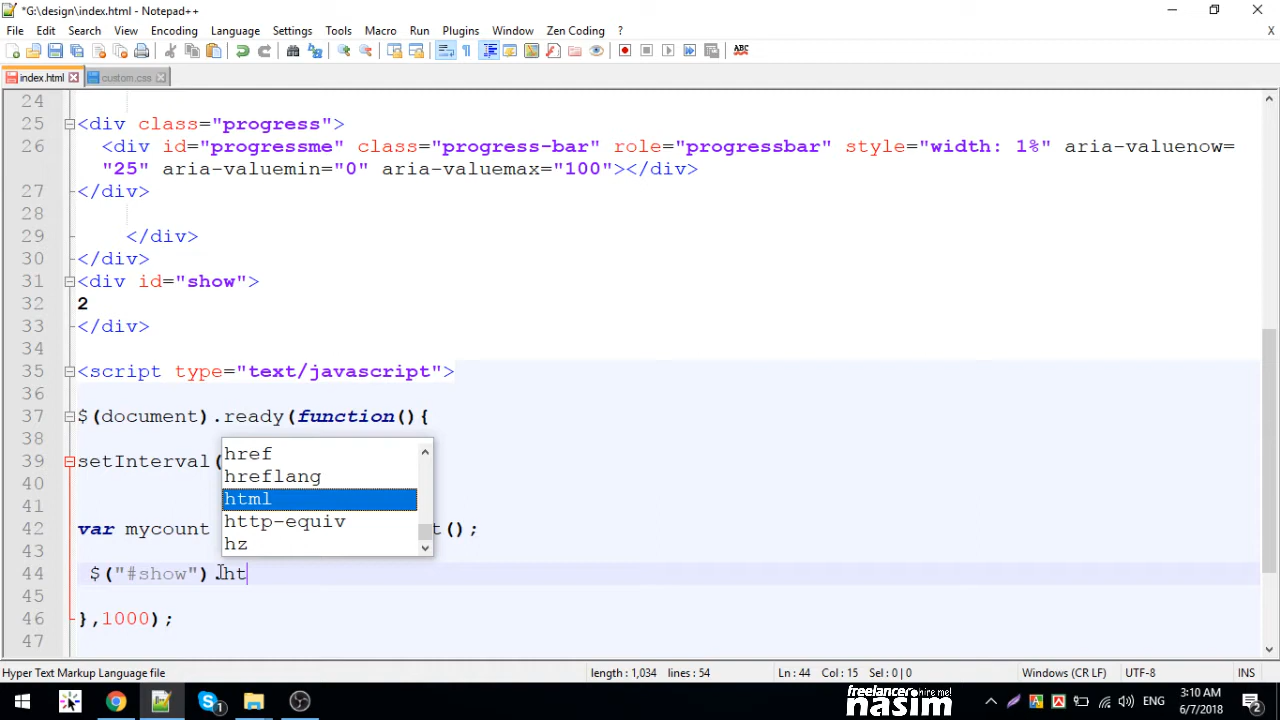 *G:\design\index.html - Notepad++
File Edit Search View Encoding Language Settings Tools Macro Run Plugins Window Zen Coding ? X
ABC
index.html custom.css
24
25 <div class="progress">
26 <div id="progressme" class="progress-bar" role="progressbar" style="width: 1%" aria-valuenow=
"25" aria-valuemin="0" aria-valuemax="100"></div>
27 </div>
28
29 </div>
30 </div>
31 <div id="show">
32 2
33 </div>
34
35 <script type="text/javascript">
36
37 $(document).ready(function(){
38
39 setInterval(
40
41
42 var mycount t();
43
44 $("#show").ht
45
46 },1000);
47
href
hreflang
html
http-equiv
hz
Hyper Text Markup Language file length : 1,034 lines : 54 Ln : 44 Col : 15 Sel : 0 | 0 Windows (CR LF) UTF-8 INS
1
freelancer hire me!
nasim
ENG
3:10 AM
6/7/2018
2